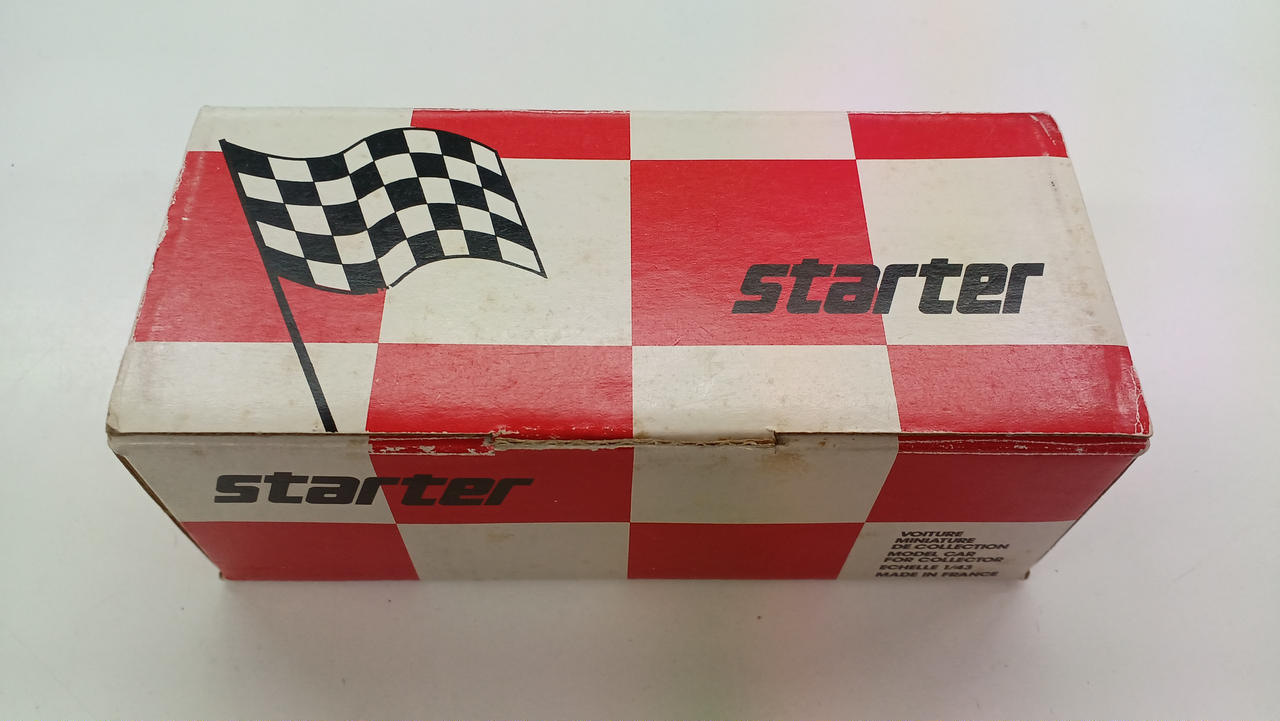 starter
starter
VOITURE
MINIATURE
DE COLLECTION
MODEL CAR
FOR COLLECTOR
ECHELLE 1/43
MADE IN FRANCE